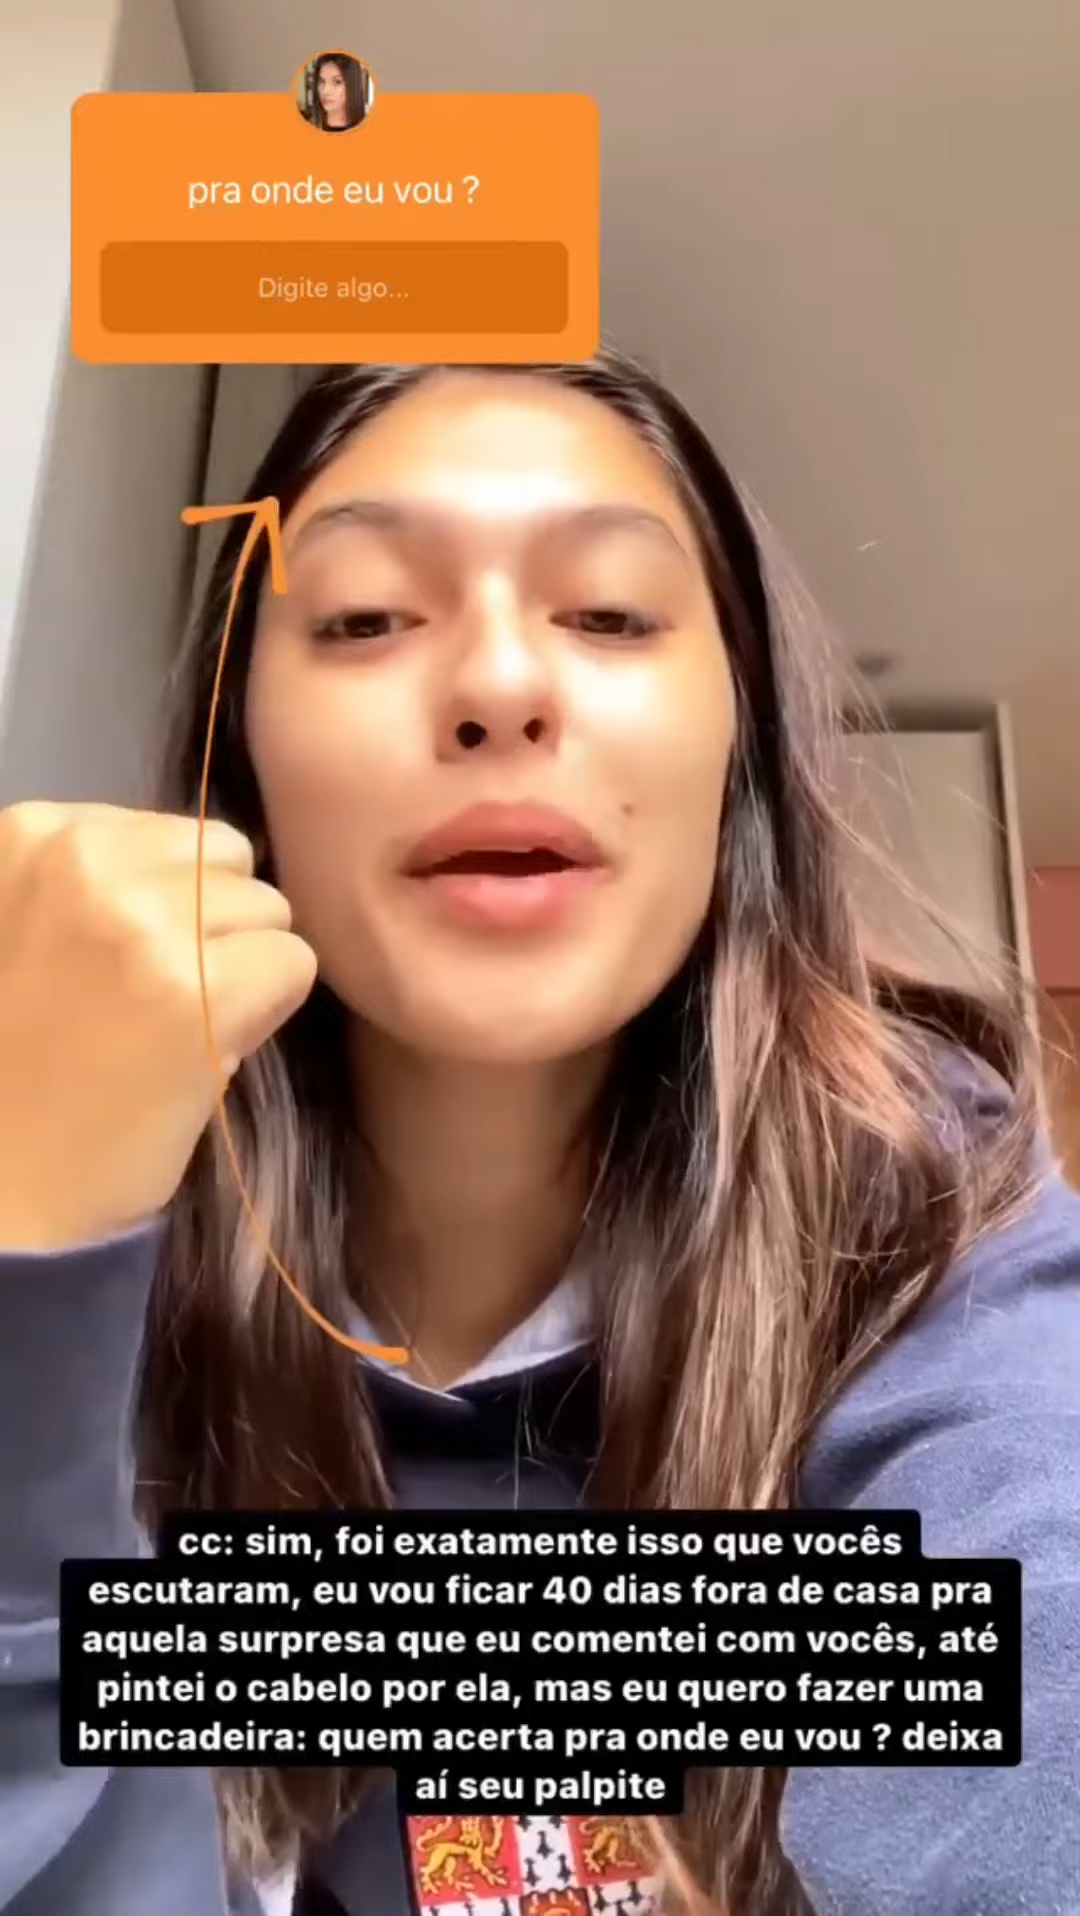 pra onde eu vou ?
Digite algo...
cc: sim, foi exatamente isso que vocês
escutaram, eu vou ficar 40 dias fora de casa pra
aquela surpresa que eu comentei com vocês, até
pintei o cabelo por ela, mas eu quero fazer uma
brincadeira: quem acerta pra onde eu vou ? deixa
aí seu palpite